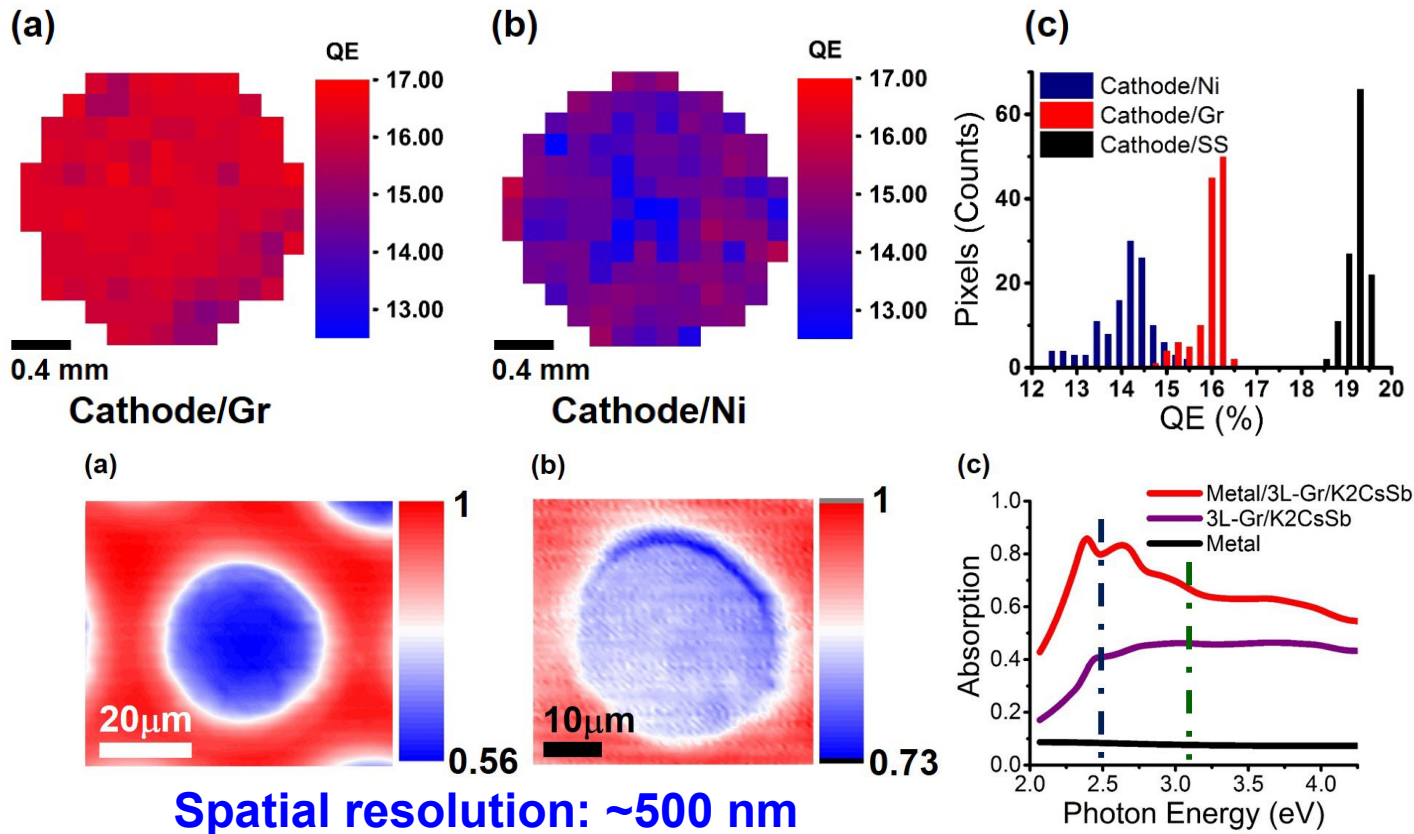 (a)
QE
17.00
16.00
15.00
14.00
13.00
0.4 mm
Cathode/Gr
(b)
QE
17.00
16.00
15.00
14.00
13.00
0.4 mm
Cathode/Ni
(c)
Cathode/Ni
Cathode/Gr
Cathode/SS
Pixels (Counts)
60
40
20
0
12 13 14 15 16 17 18 19 20
QE (%)
(a)
1
0.56
20μm
(b)
1
0.73
10μm
(c)
Metal/3L-Gr/K2CsSb
3L-Gr/K2CsSb
Metal
Absorption
1.0
0.8
0.6
0.4
0.2
0.0
2.0 2.5 3.0 3.5 4.0
Photon Energy (eV)
Spatial resolution: ~500 nm